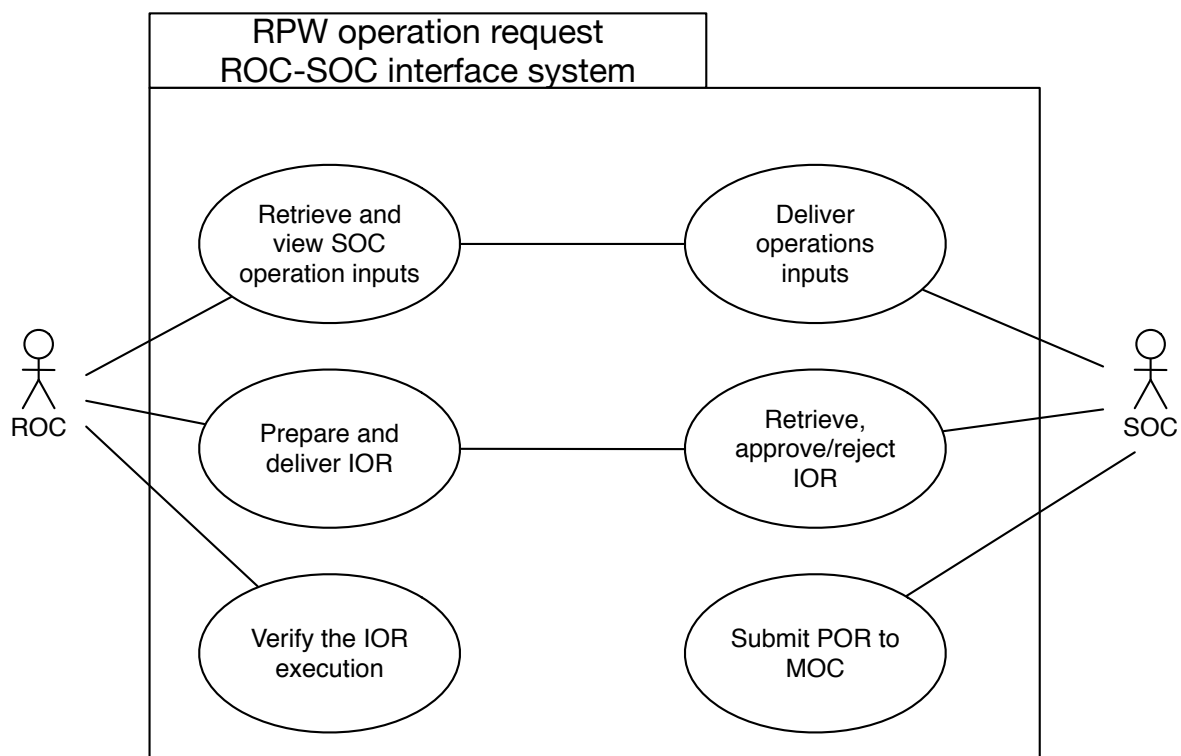 RPW operation request
ROC-SOC interface system
Retrieve and
view SOC
operation inputs
Deliver
operations
inputs
ROC
Prepare and
deliver IOR
Retrieve,
approve/reject
IOR
SOC
Verify the IOR
execution
Submit POR to
MOC